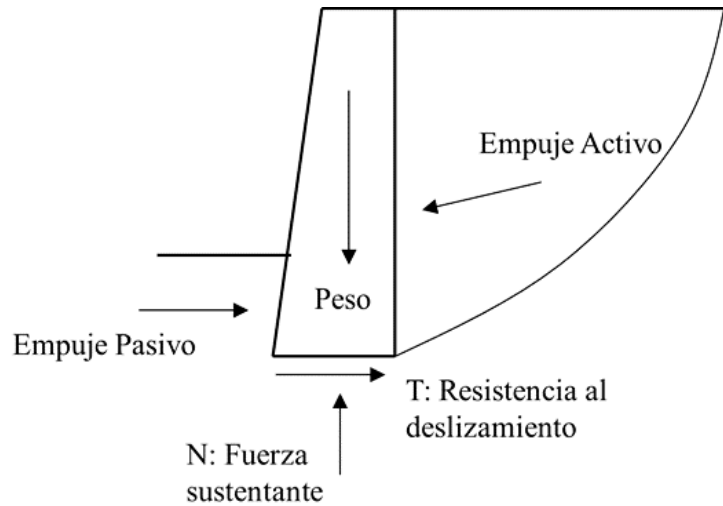 Empuje Activo
Peso
Empuje Pasivo
T: Resistencia al
deslizamiento
N: Fuerza
sustentante